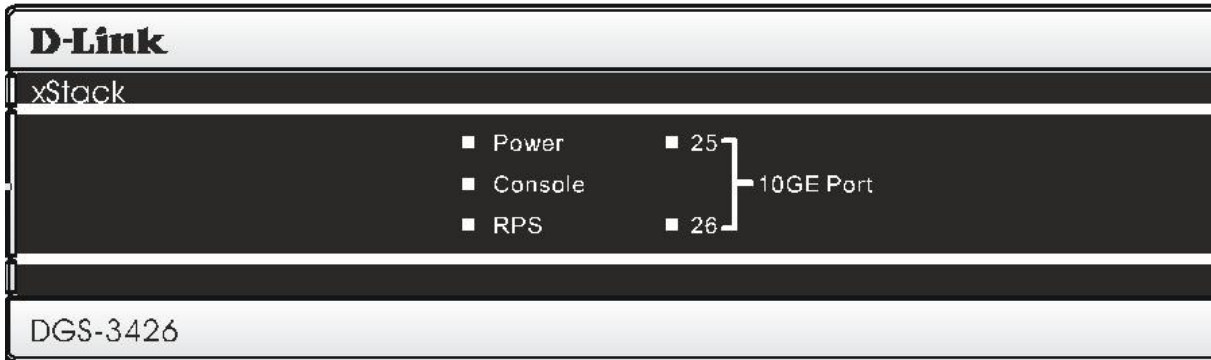 D-Link
xStack
Power 25
Console 10GE Port
RPS 26
DGS-3426